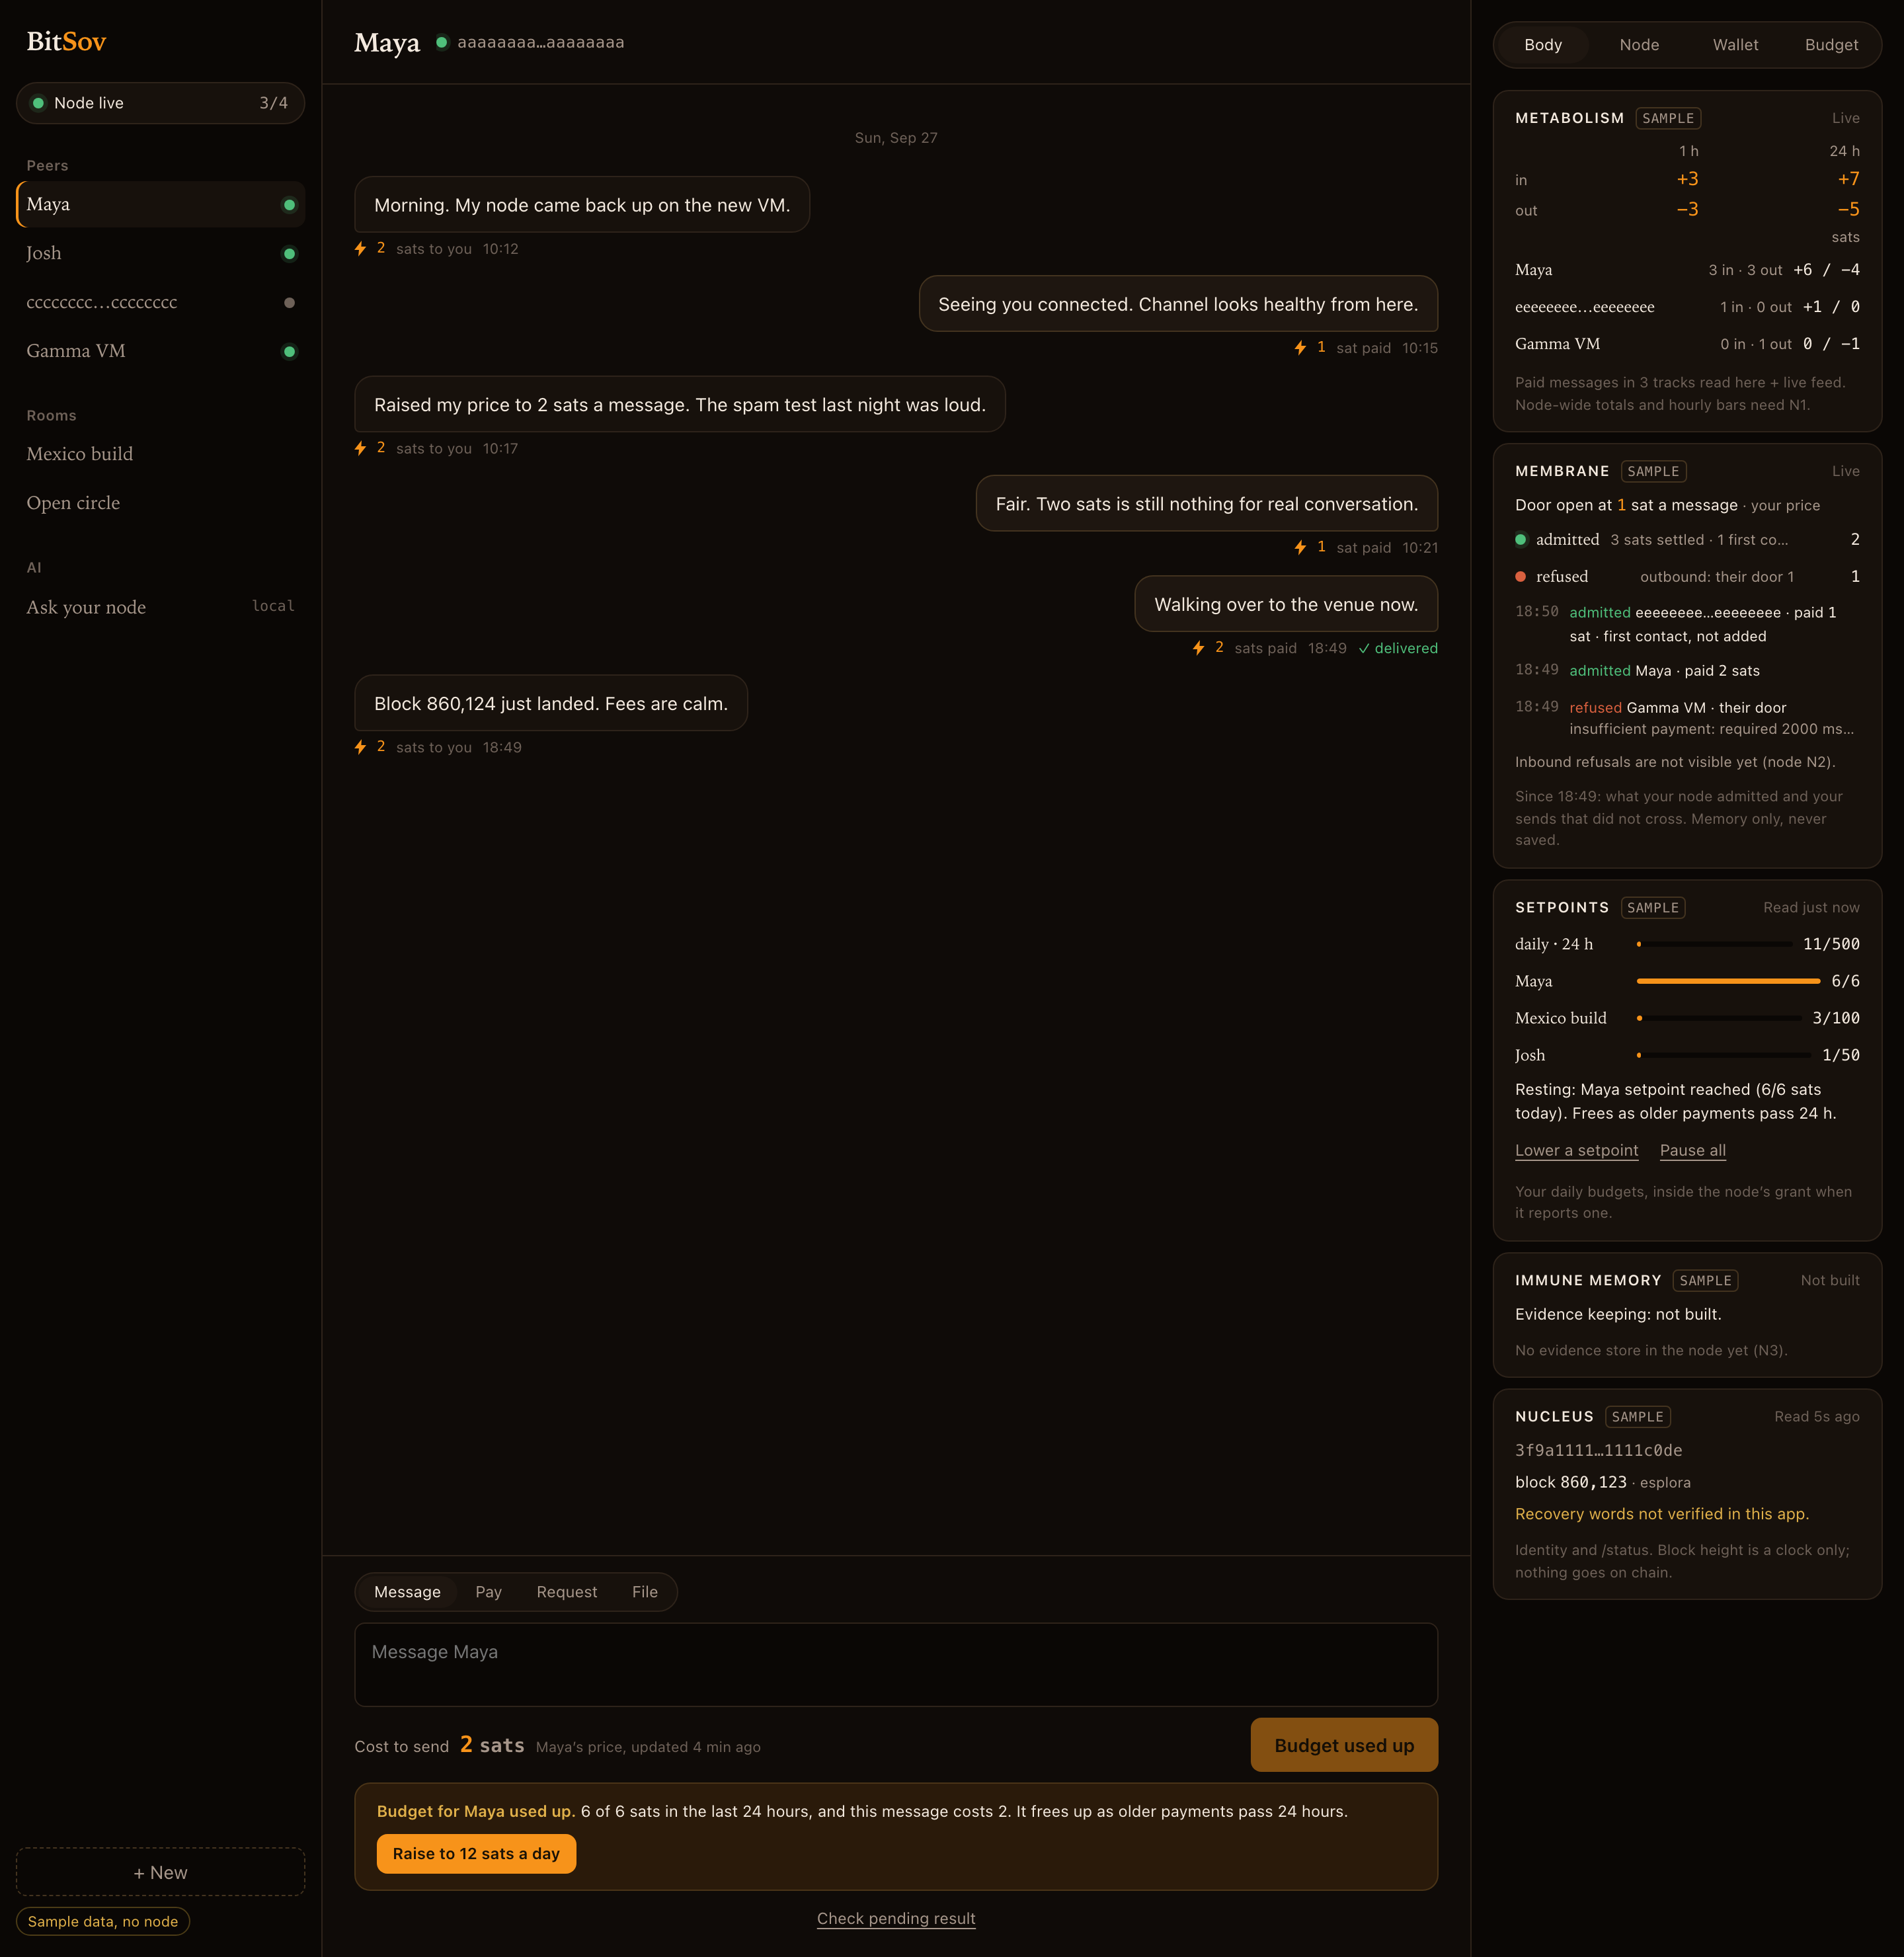 BitSov
Node live 3/4
Peers
Maya
Josh
cccccccc…cccccccc
Gamma VM
Rooms
Mexico build
Open circle
AI
Ask your node local
+ New
Sample data, no node
Maya aaaaaaaa…aaaaaaaa
Sun, Sep 27
Morning. My node came back up on the new VM.
2 sats to you 10:12
Seeing you connected. Channel looks healthy from here.
1 sat paid 10:15
Raised my price to 2 sats a message. The spam test last night was loud.
2 sats to you 10:17
Fair. Two sats is still nothing for real conversation.
1 sat paid 10:21
Walking over to the venue now.
2 sats paid 18:49 ✓ delivered
Block 860,124 just landed. Fees are calm.
2 sats to you 18:49
Message Pay Request File
Message Maya
Cost to send 2 sats Maya's price, updated 4 min ago
Budget used up
Budget for Maya used up. 6 of 6 sats in the last 24 hours, and this message costs 2. It frees up as older payments pass 24 hours.
Raise to 12 sats a day
Check pending result
Body Node Wallet Budget
METABOLISM SAMPLE Live
1 h 24 h
in +3 +7
out −3 −5
sats
Maya 3 in · 3 out +6 / −4
eeeeeeee…eeeeeeee 1 in · 0 out +1 / 0
Gamma VM 0 in · 1 out 0 / −1
Paid messages in 3 tracks read here + live feed.
Node-wide totals and hourly bars need N1.
MEMBRANE SAMPLE Live
Door open at 1 sat a message · your price
admitted 3 sats settled · 1 first co… 2
refused outbound: their door 1 1
18:50 admitted eeeeeeee…eeeeeeee · paid 1
sat · first contact, not added
18:49 admitted Maya · paid 2 sats
18:49 refused Gamma VM · their door
insufficient payment: required 2000 ms…
Inbound refusals are not visible yet (node N2).
Since 18:49: what your node admitted and your
sends that did not cross. Memory only, never
saved.
SETPOINTS SAMPLE Read just now
daily · 24 h 11/500
Maya 6/6
Mexico build 3/100
Josh 1/50
Resting: Maya setpoint reached (6/6 sats
today). Frees as older payments pass 24 h.
Lower a setpoint Pause all
Your daily budgets, inside the node's grant when
it reports one.
IMMUNE MEMORY SAMPLE Not built
Evidence keeping: not built.
No evidence store in the node yet (N3).
NUCLEUS SAMPLE Read 5s ago
3f9a1111…1111c0de
block 860,123 · esplora
Recovery words not verified in this app.
Identity and /status. Block height is a clock only;
nothing goes on chain.